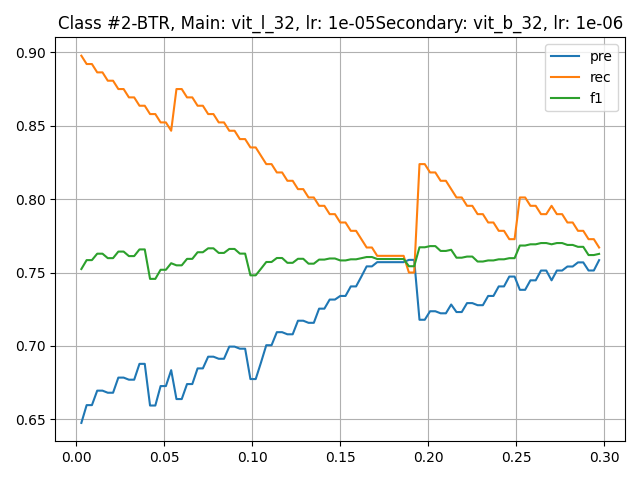 Class #2-BTR, Main: vit_l_32, lr: 1e-05Secondary: vit_b_32, lr: 1e-06
pre
rec
f1
0.90
0.85
0.80
0.75
0.70
0.65
0.00 0.05 0.10 0.15 0.20 0.25 0.30